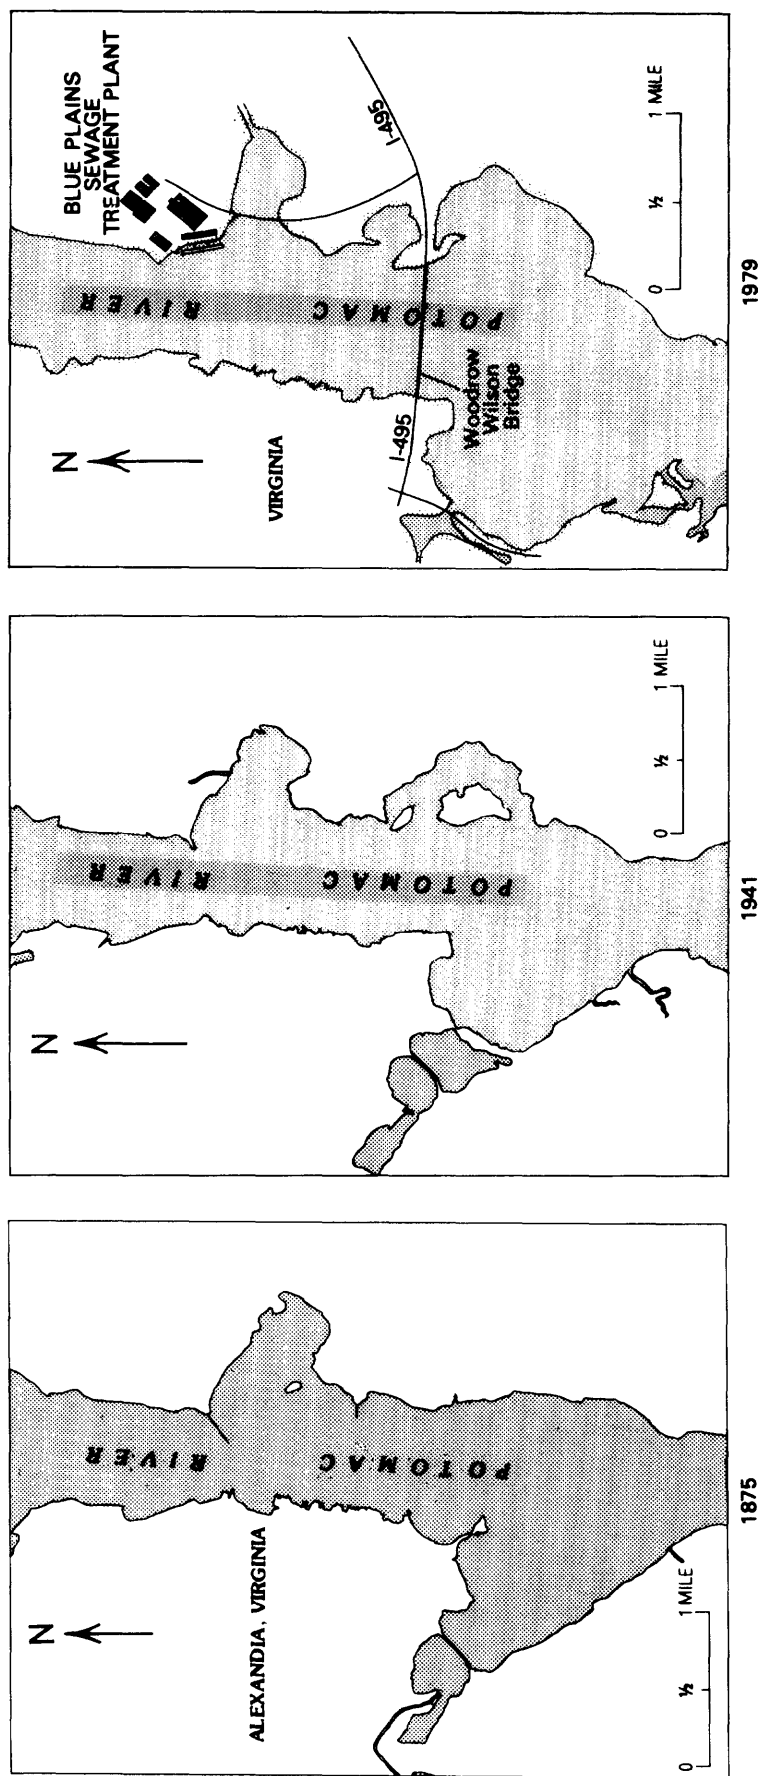 N
ALEXANDIA, VIRGINIA
POTOMAC RIVER
0 ½ 1 MILE
1875
N
POTOMAC RIVER
0 ½ 1 MILE
1941
BLUE PLAINS
SEWAGE
TREATMENT PLANT
N
VIRGINIA
POTOMAC RIVER
I-495
I-495
Woodrow
Wilson
Bridge
0 ½ 1 MILE
1979